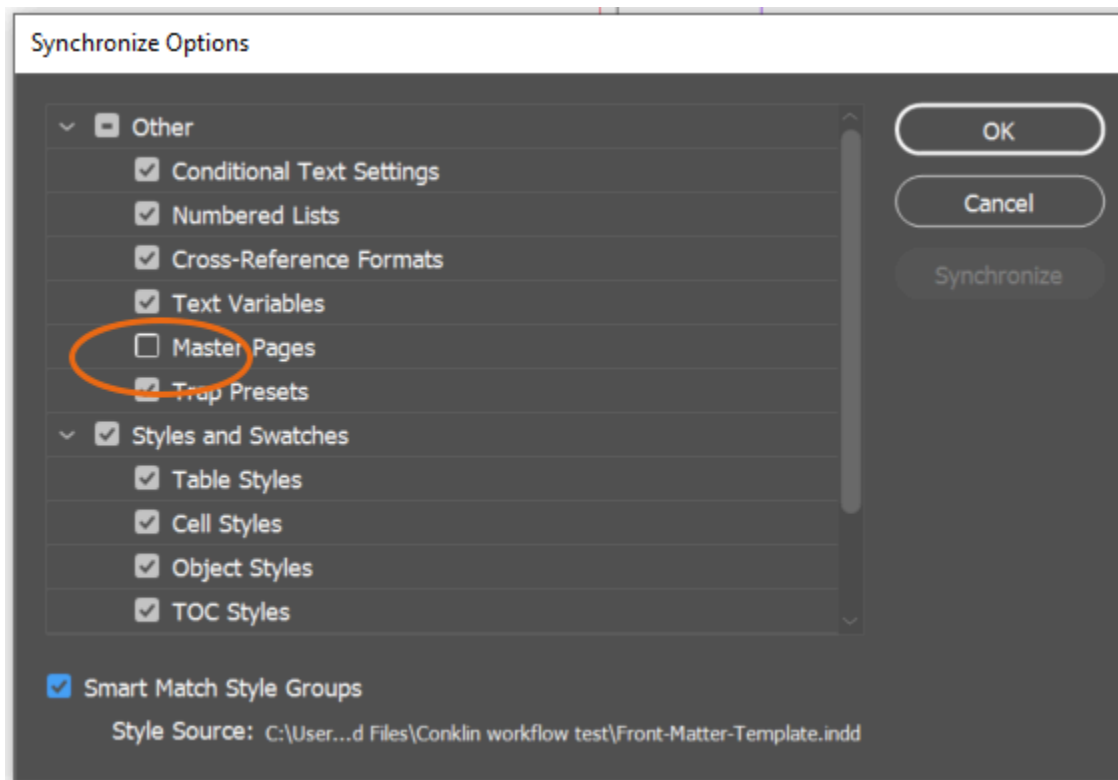 Synchronize Options
Other
Conditional Text Settings
Numbered Lists
Cross-Reference Formats
Text Variables
Master Pages
Trap Presets
Styles and Swatches
Table Styles
Cell Styles
Object Styles
TOC Styles
OK
Cancel
Synchronize
Smart Match Style Groups
Style Source: C:\User...d Files\Conklin workflow test\Front-Matter-Template.indd